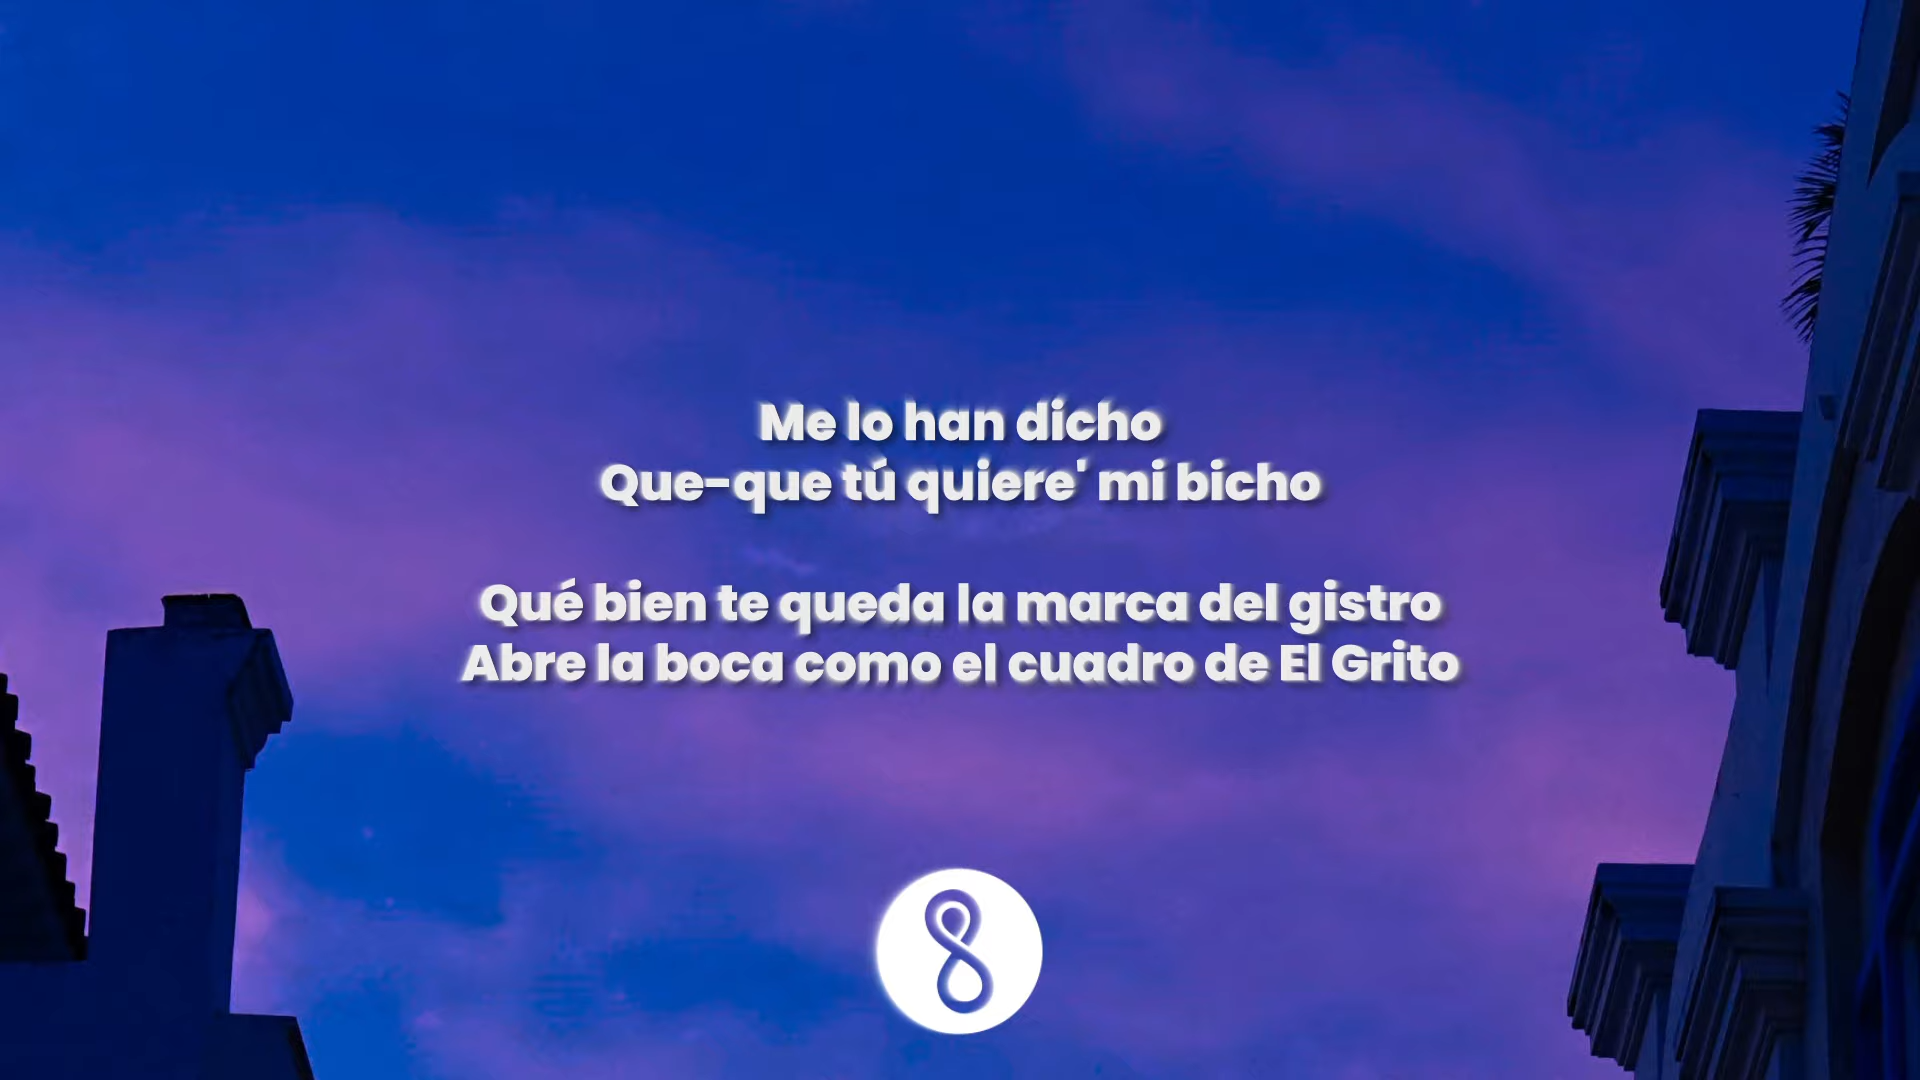 Me lo han dicho
Que-que tú quiere' mi bicho
Qué bien te queda la marca del gistro
Abre la boca como el cuadro de El Grito